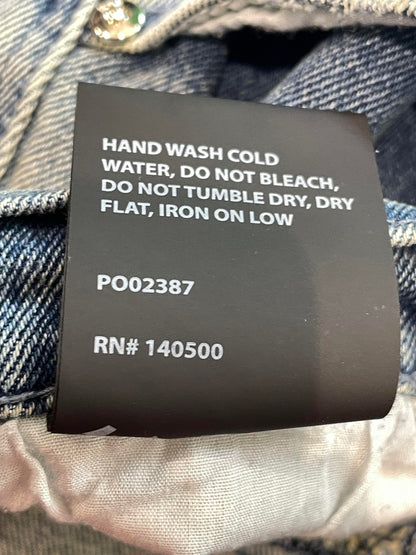 HAND WASH COLD
WATER, DO NOT BLEACH,
DO NOT TUMBLE DRY, DRY
FLAT, IRON ON LOW
PO02387
RN# 140500